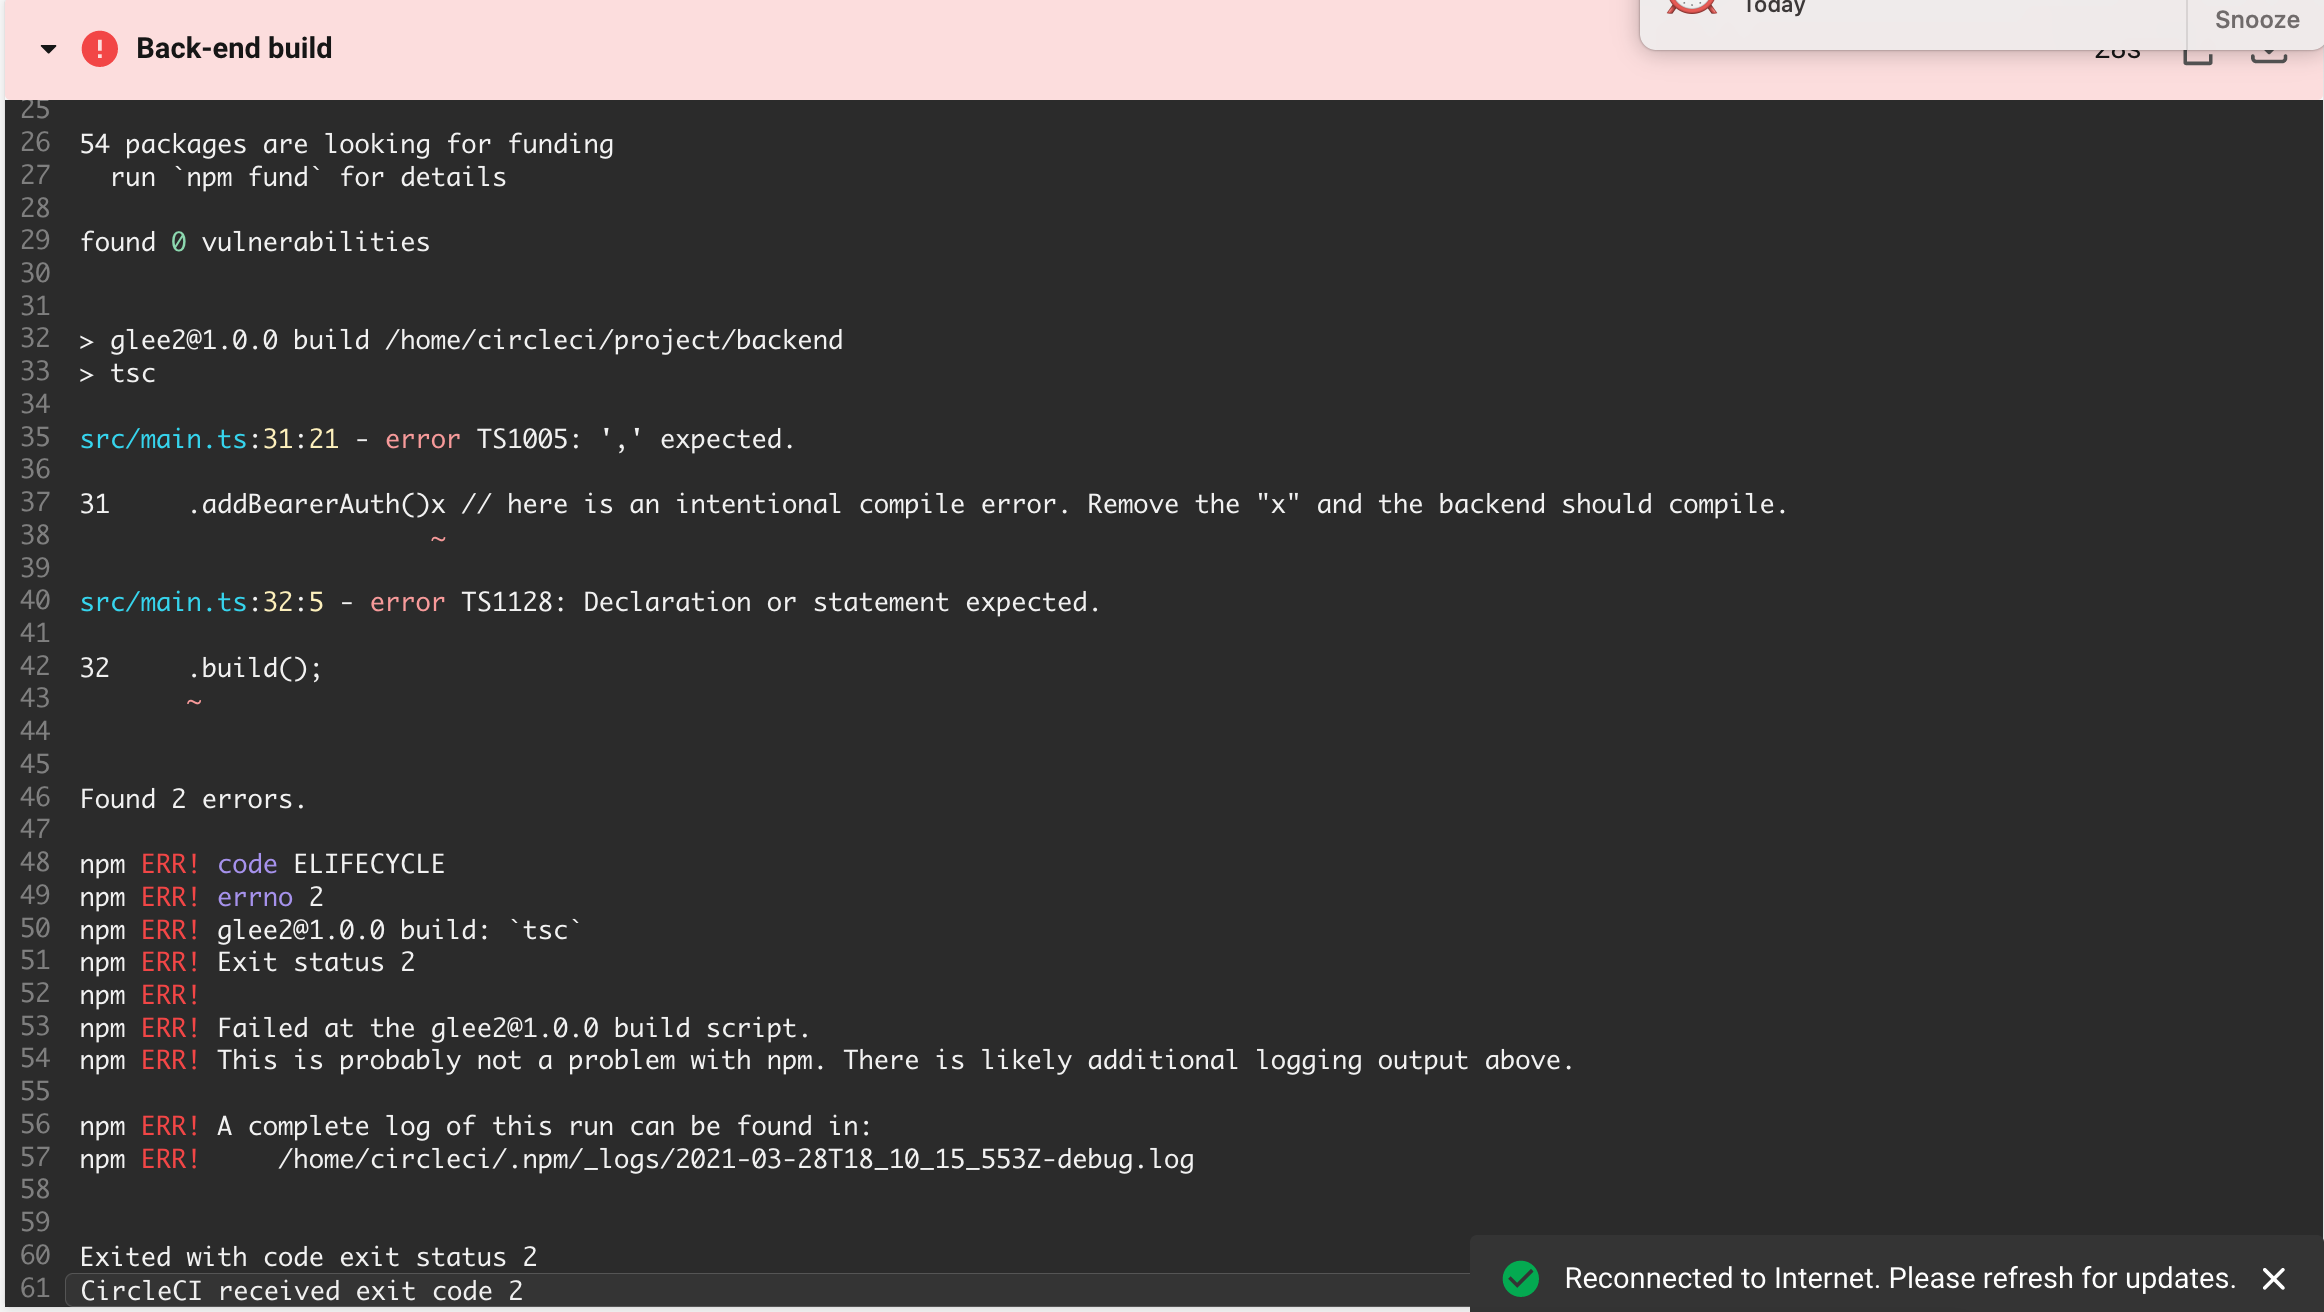 Today
Snooze
Back-end build
28s
25
26 54 packages are looking for funding
27   run `npm fund` for details
28
29 found 0 vulnerabilities
30
31
32 > glee2@1.0.0 build /home/circleci/project/backend
33 > tsc
34
35 src/main.ts:31:21 - error TS1005: ',' expected.
36
37 31     .addBearerAuth()x // here is an intentional compile error. Remove the "x" and the backend should compile.
38                        ~
39
40 src/main.ts:32:5 - error TS1128: Declaration or statement expected.
41
42 32     .build();
43        ~
44
45
46 Found 2 errors.
47
48 npm ERR! code ELIFECYCLE
49 npm ERR! errno 2
50 npm ERR! glee2@1.0.0 build: `tsc`
51 npm ERR! Exit status 2
52 npm ERR!
53 npm ERR! Failed at the glee2@1.0.0 build script.
54 npm ERR! This is probably not a problem with npm. There is likely additional logging output above.
55
56 npm ERR! A complete log of this run can be found in:
57 npm ERR!     /home/circleci/.npm/_logs/2021-03-28T18_10_15_553Z-debug.log
58
59
60 Exited with code exit status 2
61 CircleCI received exit code 2
Reconnected to Internet. Please refresh for updates.